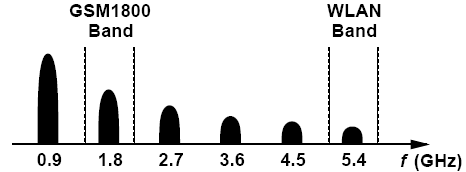 GSM1800
Band
WLAN
Band
0.9 1.8 2.7 3.6 4.5 5.4 f (GHz)